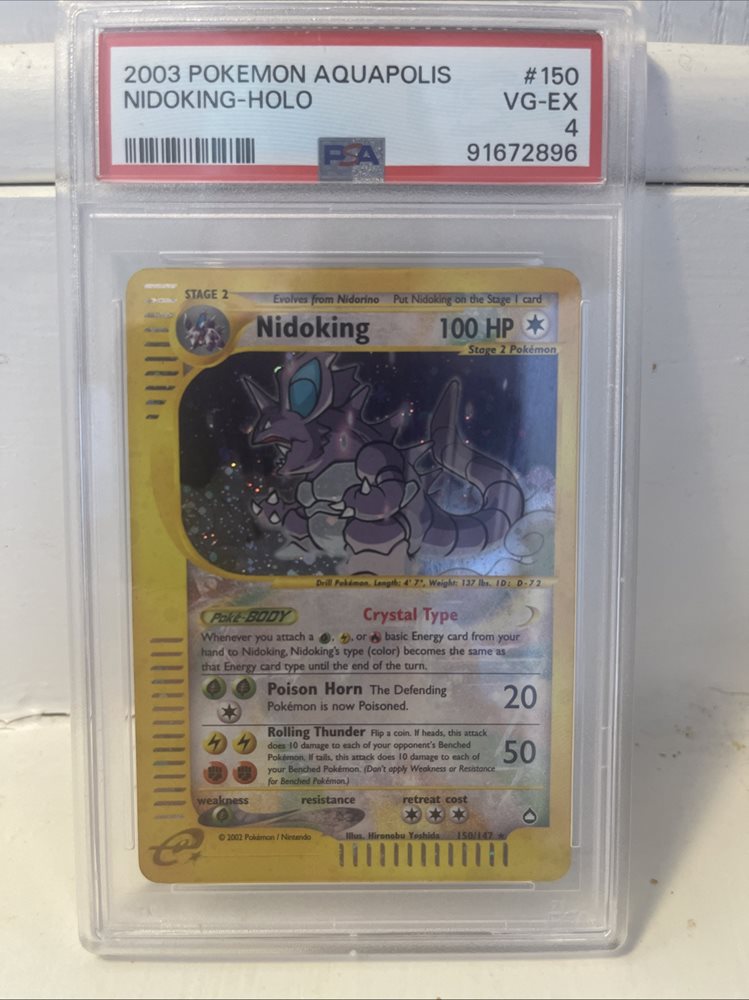 2003 POKEMON AQUAPOLIS #150
NIDOKING-HOLO VG-EX
4
PSA 91672896
STAGE 2 Evolves from Nidorino Put Nidoking on the Stage 1 card
Nidoking 100 HP
Stage 2 Pokémon
Drill Pokémon. Length: 4' 7", Weight: 137 lbs. ID: D-72
Poké-BODY Crystal Type
Whenever you attach a , , or basic Energy card from your
hand to Nidoking, Nidoking's type (color) becomes the same as
that Energy card type until the end of the turn.
Poison Horn The Defending 20
Pokémon is now Poisoned.
Rolling Thunder Flip a coin. If heads, this attack
does 10 damage to each of your opponent's Benched
Pokémon. If tails, this attack does 10 damage to each of 50
your Benched Pokémon. (Don't apply Weakness or Resistance
for Benched Pokémon.)
weakness resistance retreat cost
© 2002 Pokémon / Nintendo Illus. Hironobu Yoshida 150/147 ★
e